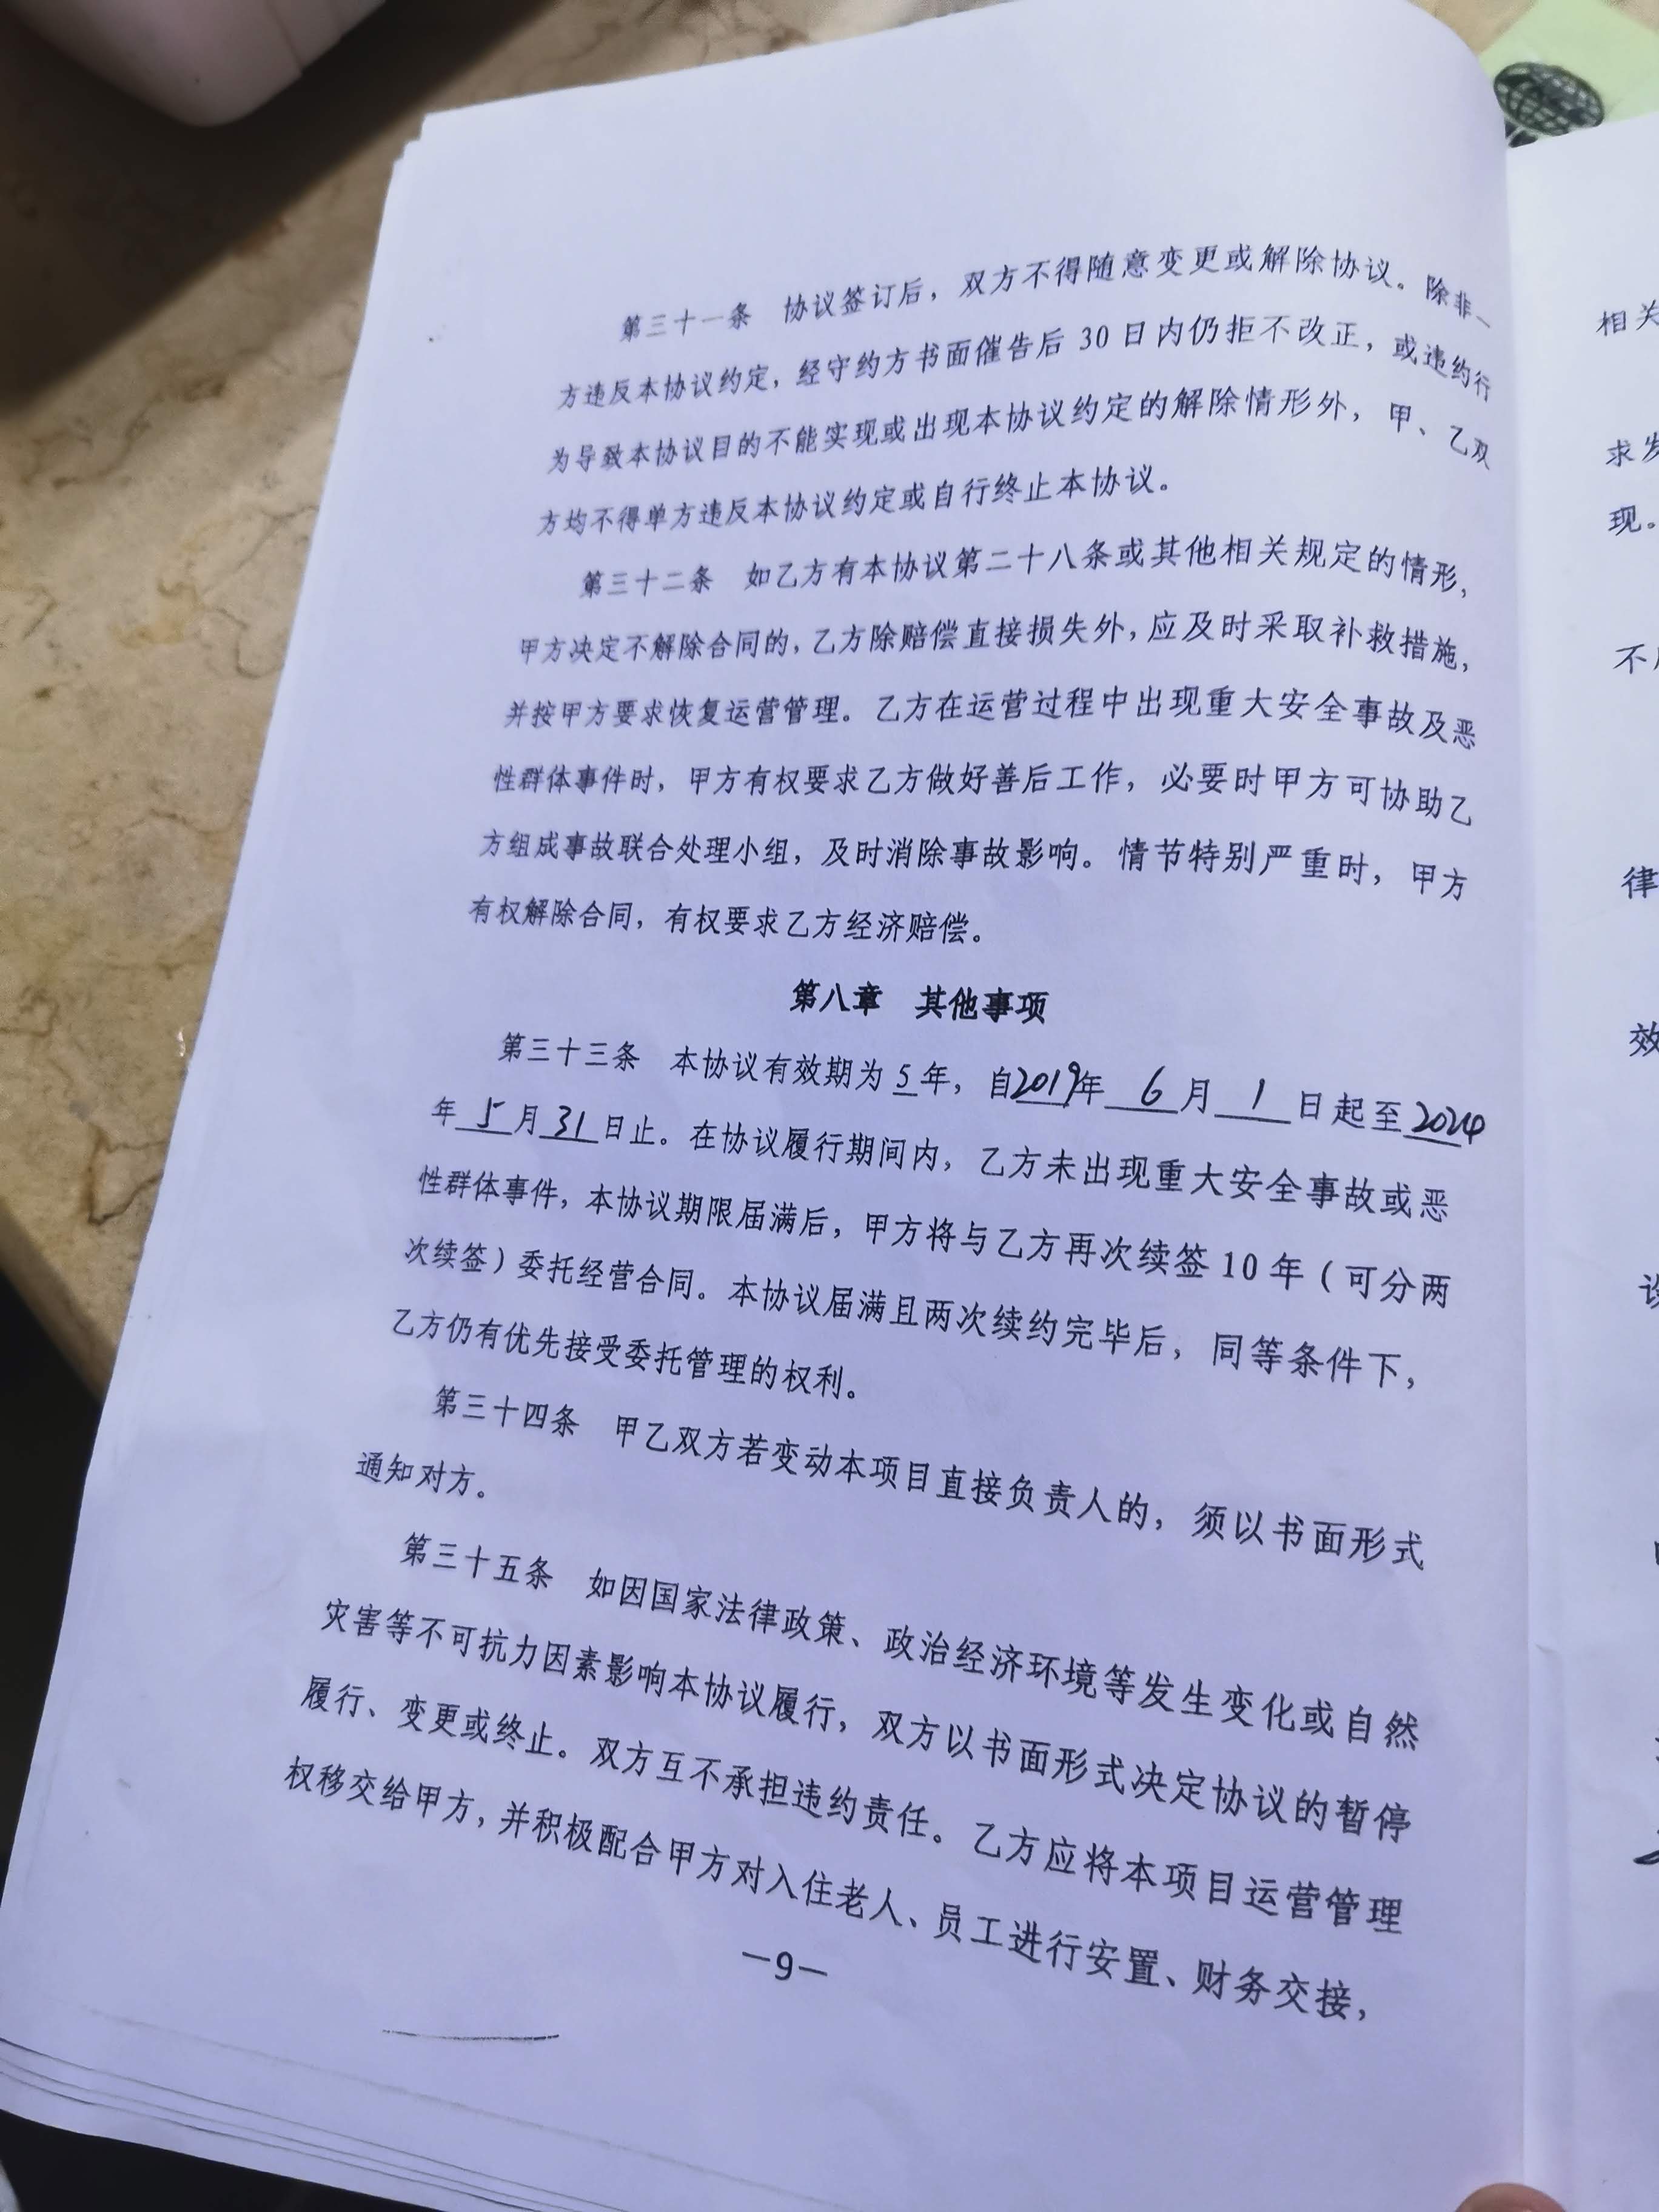 第三十一条　协议签订后，双方不得随意变更或解除协议。除非一
方违反本协议约定，经守约方书面催告后 30 日内仍拒不改正，或违约行
为导致本协议目的不能实现或出现本协议约定的解除情形外，甲、乙双
方均不得单方违反本协议约定或自行终止本协议。
第三十二条　如乙方有本协议第二十八条或其他相关规定的情形，
甲方决定不解除合同的，乙方除赔偿直接损失外，应及时采取补救措施，
并按甲方要求恢复运营管理。乙方在运营过程中出现重大安全事故及恶
性群体事件时，甲方有权要求乙方做好善后工作，必要时甲方可协助乙
方组成事故联合处理小组，及时消除事故影响。情节特别严重时，甲方
有权解除合同，有权要求乙方经济赔偿。
第八章　其他事项
第三十三条　本协议有效期为 5 年，自2019年 6 月 1 日起至2024
年 5 月 31 日止。在协议履行期间内，乙方未出现重大安全事故或恶
性群体事件，本协议期限届满后，甲方将与乙方再次续签 10 年（可分两
次续签）委托经营合同。本协议届满且两次续约完毕后，同等条件下，
乙方仍有优先接受委托管理的权利。
第三十四条　甲乙双方若变动本项目直接负责人的，须以书面形式
通知对方。
第三十五条　如因国家法律政策、政治经济环境等发生变化或自然
灾害等不可抗力因素影响本协议履行，双方以书面形式决定协议的暂停
履行、变更或终止。双方互不承担违约责任。乙方应将本项目运营管理
权移交给甲方，并积极配合甲方对入住老人、员工进行安置、财务交接，
—9—
相关
求发
现。
律
效